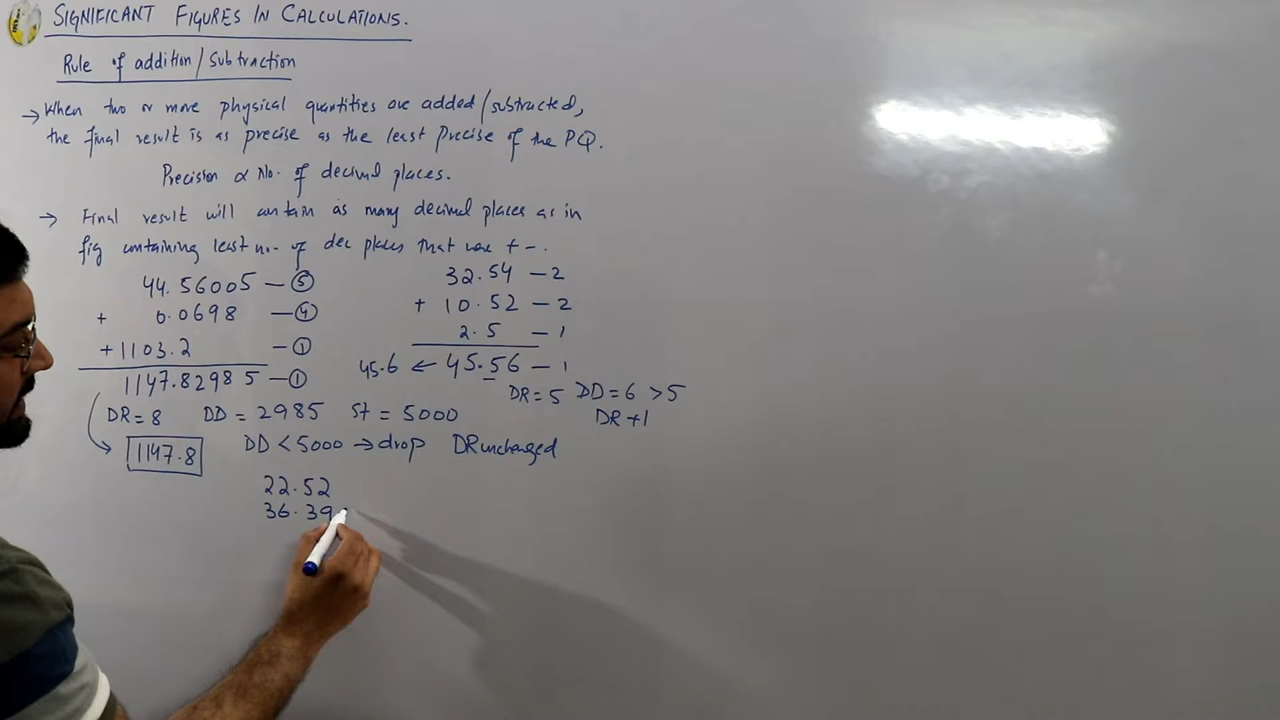 SIGNIFICANT FIGURES IN CALCULATIONS.
Rule of addition/Subtraction
→ When two or more physical quantities are added/subtracted,
the final result is as precise as the least Precise of the PQ.
Precision α No. of decimal places.
→ Final result will contain as many decimal places as in
fig containing least no. of dec places that were + -.
44.56005 - ⑤
+ 0.0698 - ④
+1103.2 - ①
1147.82985 - ①
DR = 8 DD = 2985 St = 5000
1147.8 DD < 5000 → drop DR unchanged
32.54 - 2
+ 10.52 - 2
2.5 - 1
45.6 ← 45.56 - 1
DR = 5 DD = 6 > 5
DR +1
22.52
36.39